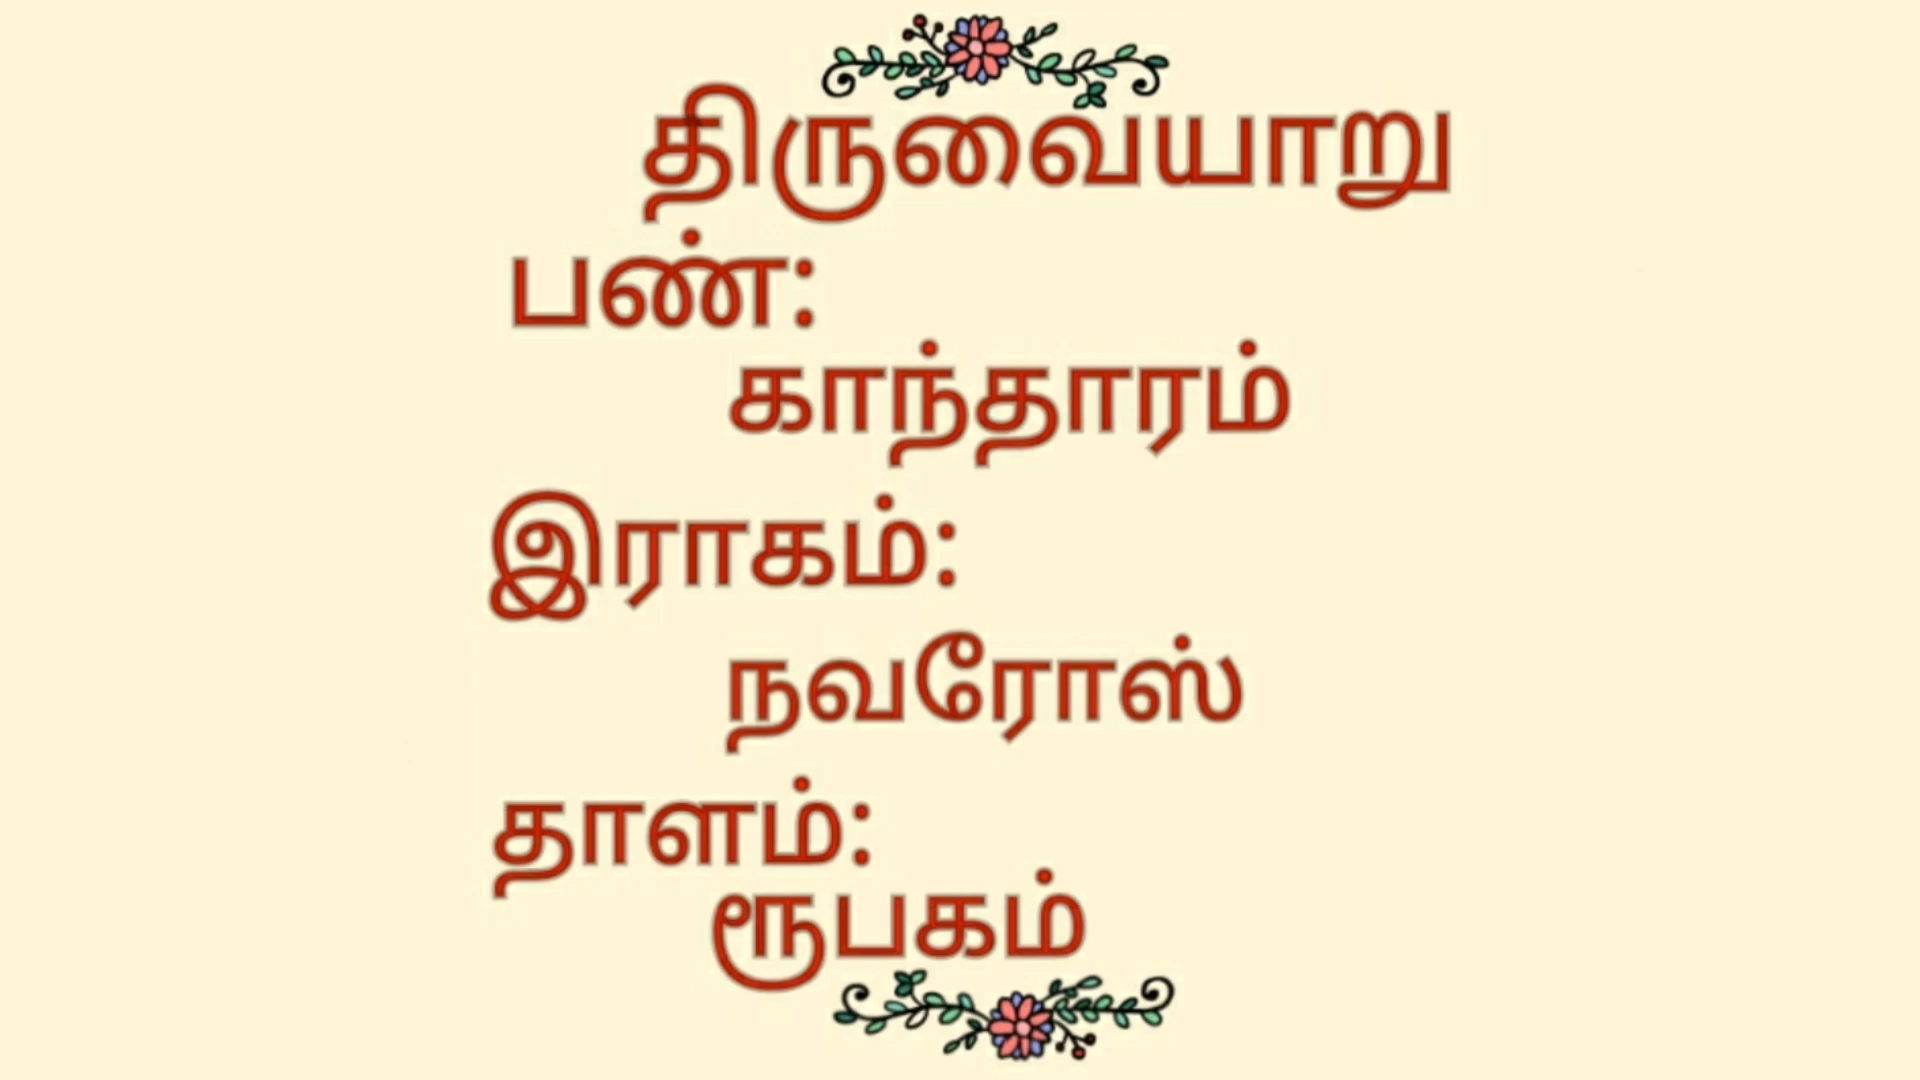 திருவையாறு
பண்:
காந்தாரம்
இராகம்:
நவரோஸ்
தாளம்:
ரூபகம்